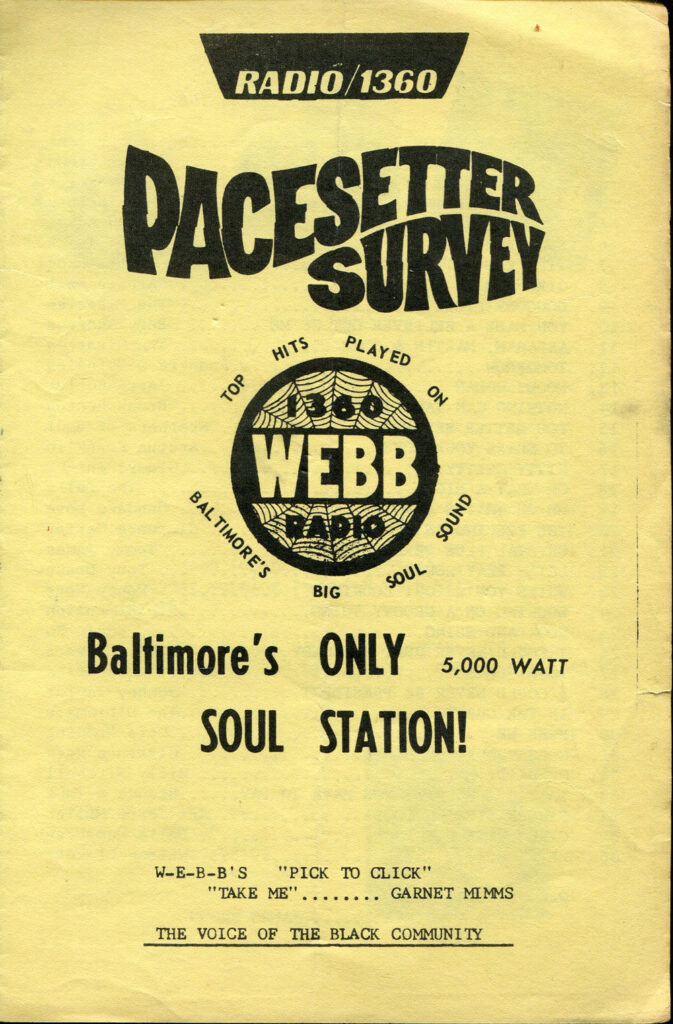 RADIO/1360
PACESETTER
SURVEY
TOP HITS PLAYED ON
1360
WEBB
RADIO
BALTIMORE'S BIG SOUL SOUND
Baltimore's ONLY 5,000 WATT
SOUL STATION!
W-E-B-B'S "PICK TO CLICK"
"TAKE ME"........ GARNET MIMMS
THE VOICE OF THE BLACK COMMUNITY